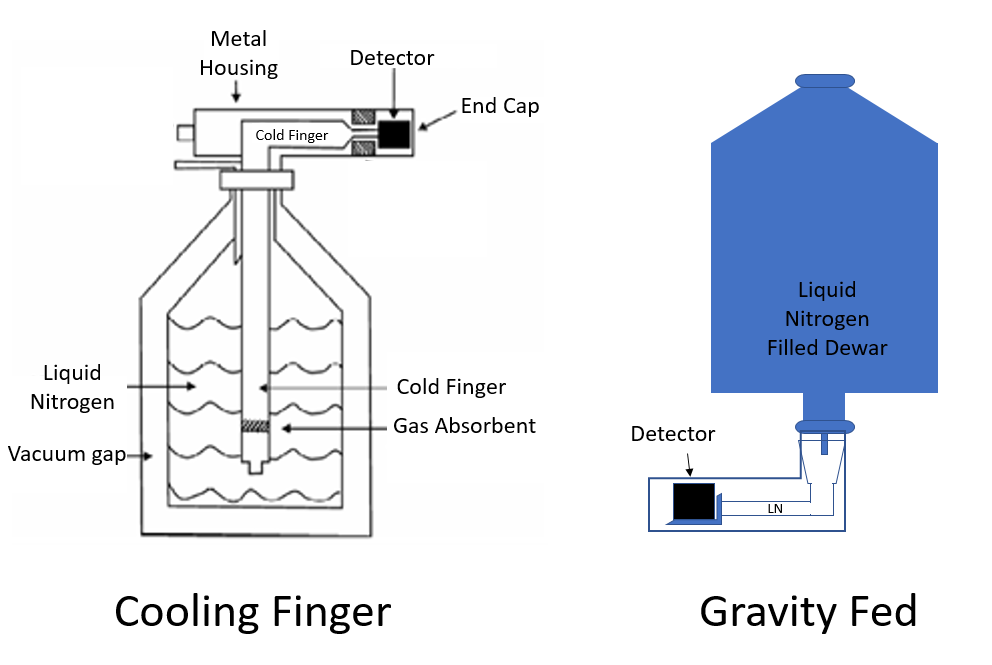 Metal
Housing
Detector
End Cap
Cold Finger
Liquid
Nitrogen
Cold Finger
Gas Absorbent
Vacuum gap
Cooling Finger
Liquid
Nitrogen
Filled Dewar
Detector
LN
Gravity Fed